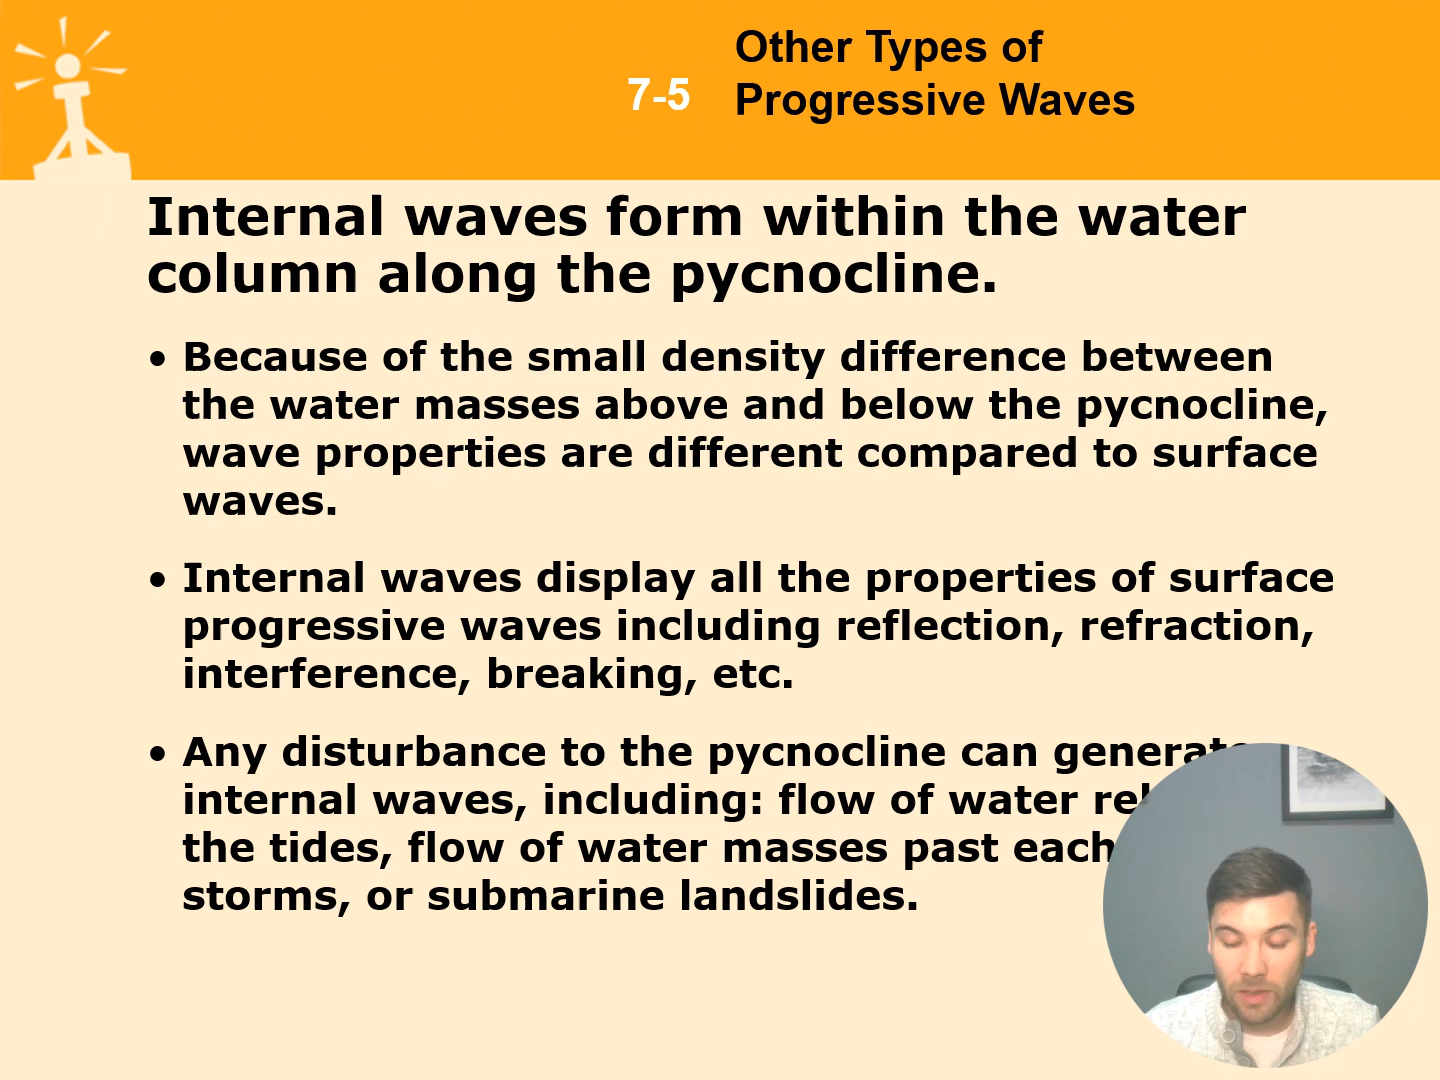 Other Types of
7-5 Progressive Waves
Internal waves form within the water
column along the pycnocline.
• Because of the small density difference between
the water masses above and below the pycnocline,
wave properties are different compared to surface
waves.
• Internal waves display all the properties of surface
progressive waves including reflection, refraction,
interference, breaking, etc.
• Any disturbance to the pycnocline can
internal waves, including: flow of water
the tides, flow of water masses past each
storms, or submarine landslides.